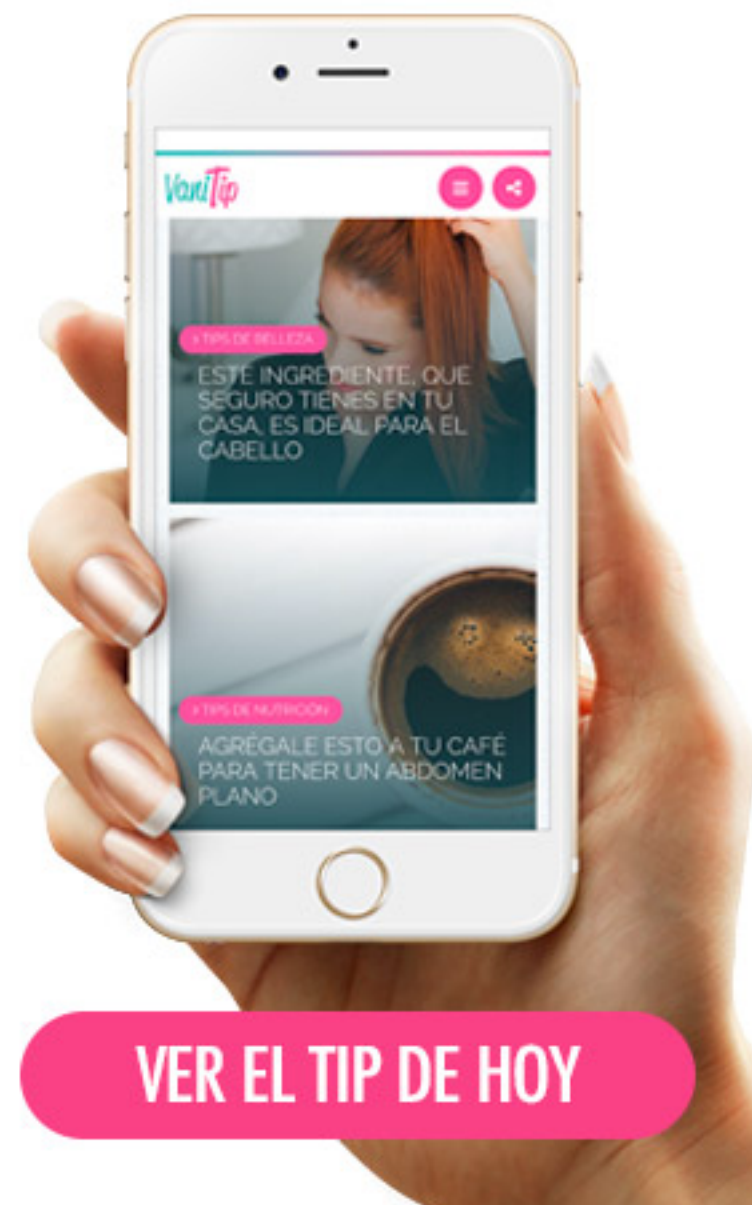 VaniTip
> TIPS DE BELLEZA
ESTE INGREDIENTE, QUE
SEGURO TIENES EN TU
CASA, ES IDEAL PARA EL
CABELLO
> TIPS DE NUTRICIÓN
AGRÉGALE ESTO A TU CAFÉ
PARA TENER UN ABDOMEN
PLANO
VER EL TIP DE HOY